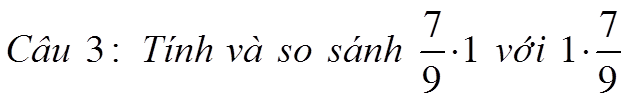 Câu 3: Tính và so sánh 7/9·1 với 1·7/9